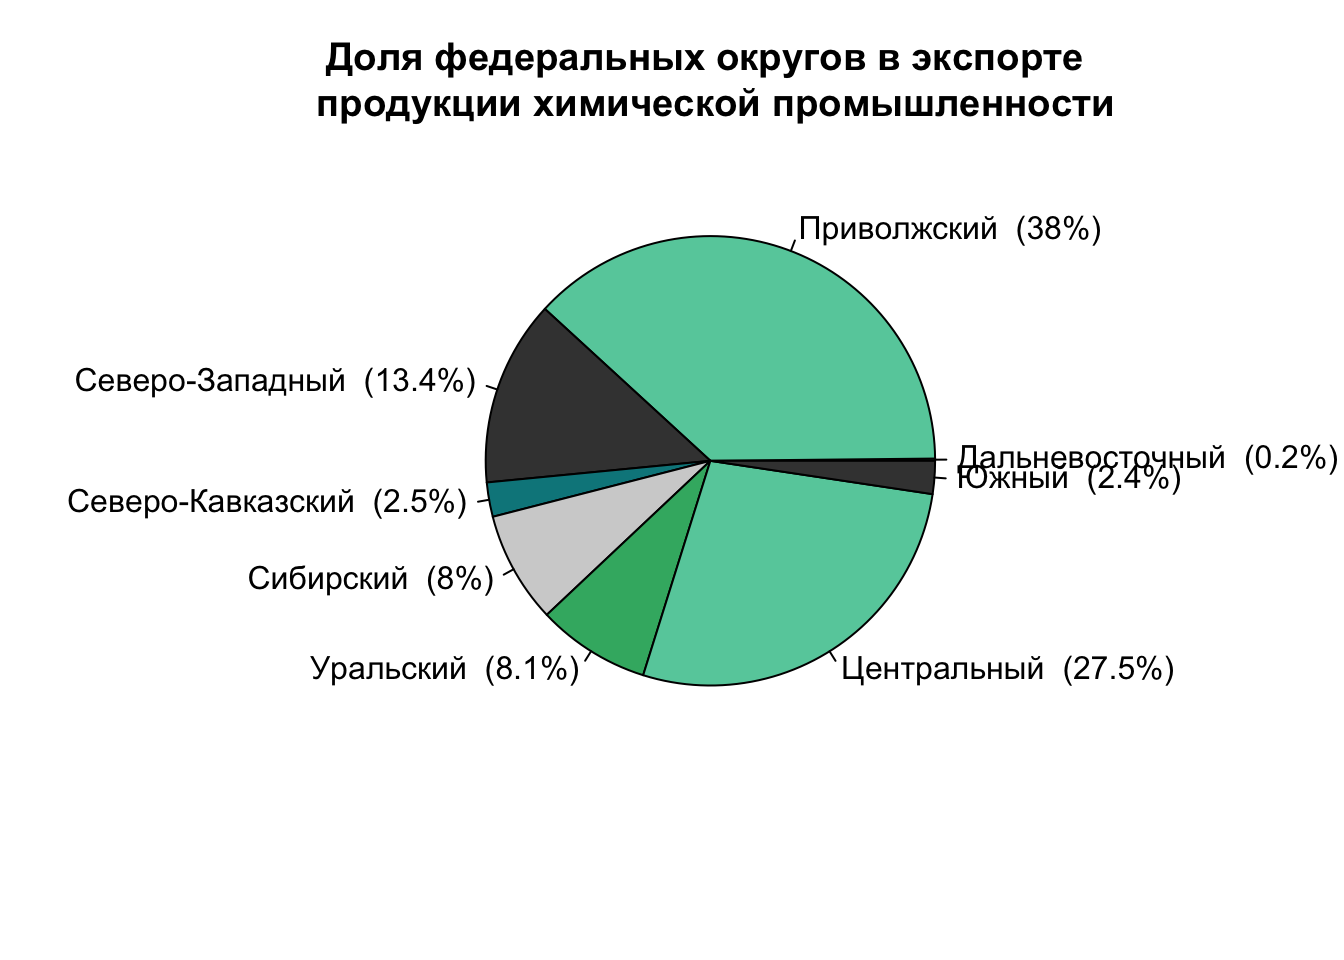 Доля федеральных округов в экспорте
продукции химической промышленности
Приволжский (38%)
Северо-Западный (13.4%)
Дальневосточный (0.2%)
Южный (2.4%)
Северо-Кавказский (2.5%)
Сибирский (8%)
Уральский (8.1%)
Центральный (27.5%)